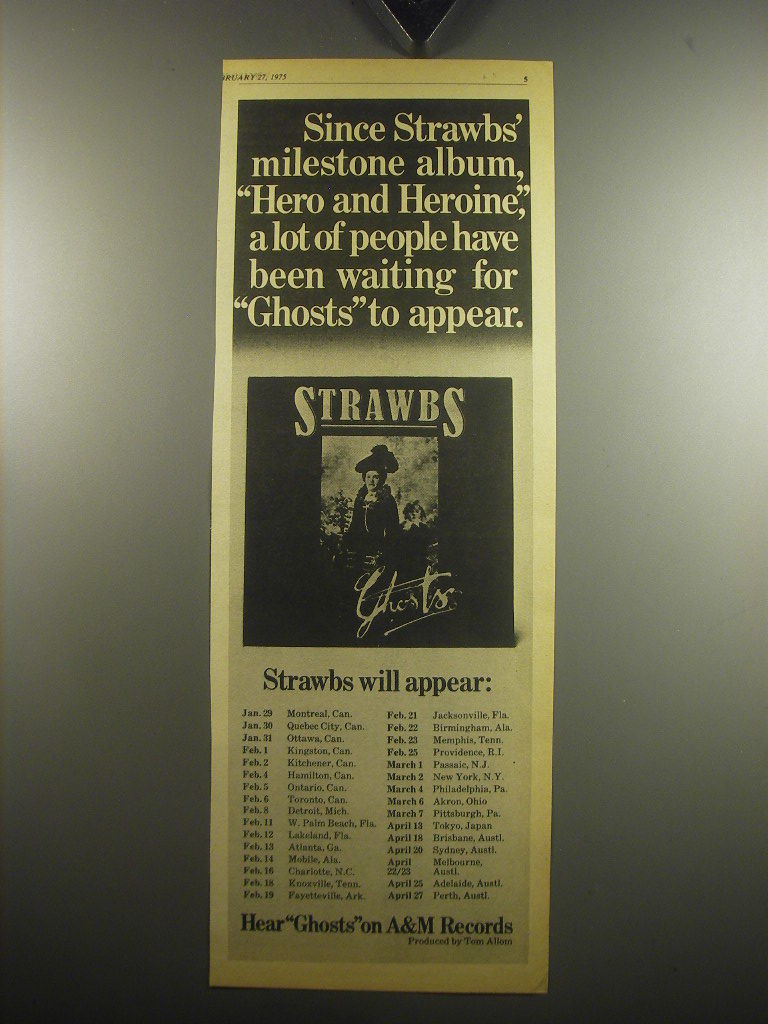 RUARY 27, 1975
5
Since Strawbs'
milestone album,
“Hero and Heroine,”
a lot of people have
been waiting for
“Ghosts” to appear.
STRAWBS
Ghosts
Strawbs will appear:
Jan. 29 Montreal, Can.
Jan. 30 Quebec City, Can.
Jan. 31 Ottawa, Can.
Feb. 1 Kingston, Can.
Feb. 2 Kitchener, Can.
Feb. 4 Hamilton, Can.
Feb. 5 Ontario, Can.
Feb. 6 Toronto, Can.
Feb. 8 Detroit, Mich.
Feb. 11 W. Palm Beach, Fla.
Feb. 12 Lakeland, Fla.
Feb. 13 Atlanta, Ga.
Feb. 14 Mobile, Ala.
Feb. 16 Charlotte, N.C.
Feb. 18 Knoxville, Tenn.
Feb. 19 Fayetteville, Ark.
Feb. 21 Jacksonville, Fla.
Feb. 22 Birmingham, Ala.
Feb. 23 Memphis, Tenn.
Feb. 25 Providence, R.I.
March 1 Passaic, N.J.
March 2 New York, N.Y.
March 4 Philadelphia, Pa.
March 6 Akron, Ohio
March 7 Pittsburgh, Pa.
April 13 Tokyo, Japan
April 18 Brisbane, Austl.
April 20 Sydney, Austl.
April Melbourne,
22/23 Austl.
April 25 Adelaide, Austl.
April 27 Perth, Austl.
Hear “Ghosts” on A&M Records
Produced by Tom Allom